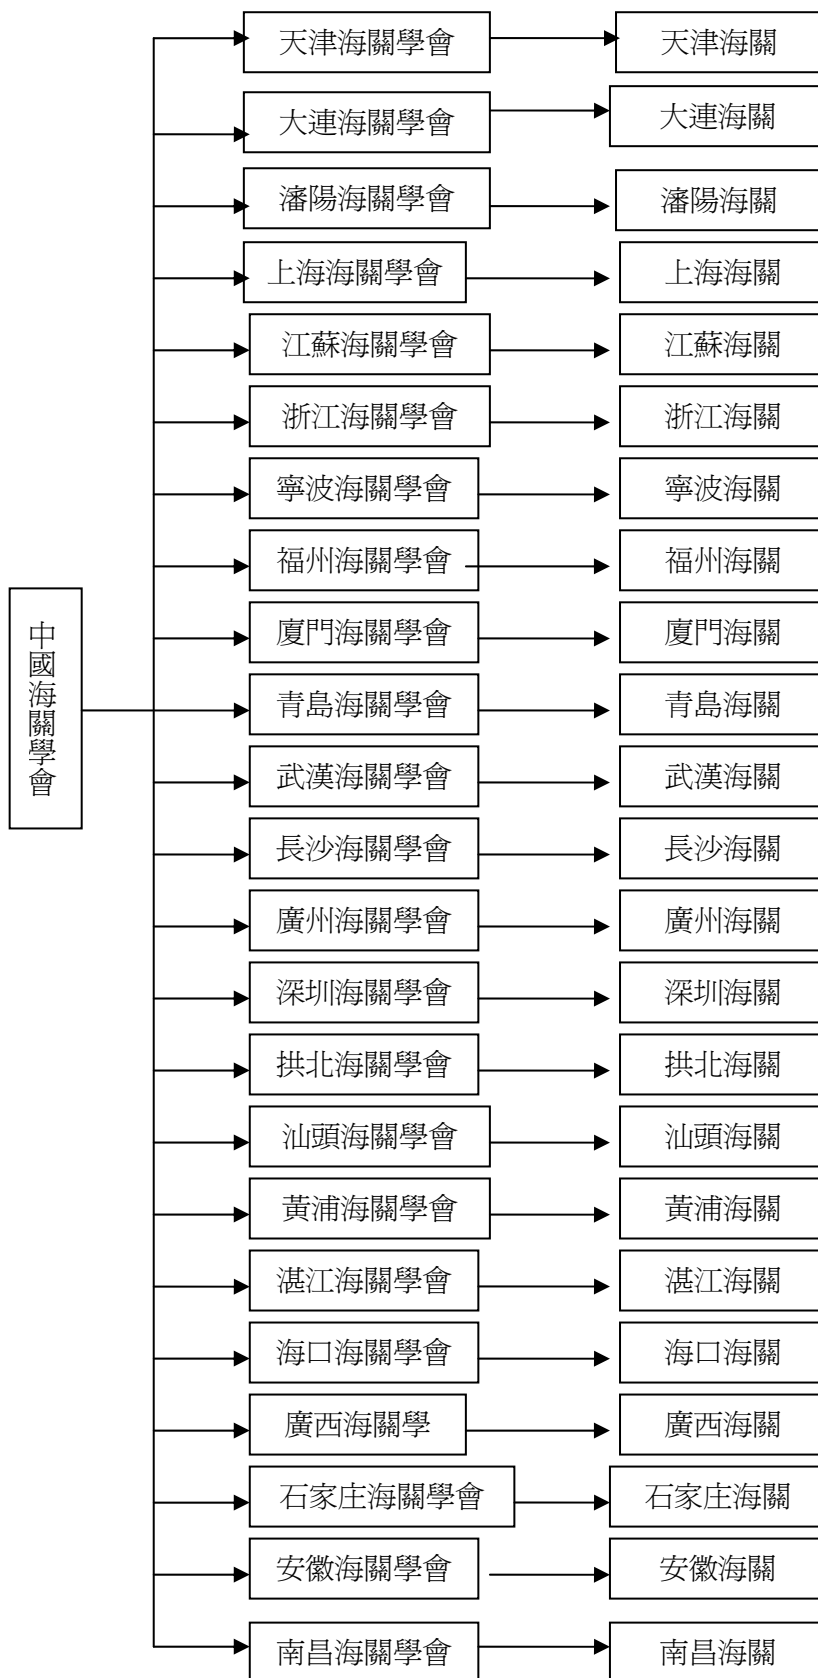 中國海關學會
天津海關學會
天津海關
大連海關學會
大連海關
瀋陽海關學會
瀋陽海關
上海海關學會
上海海關
江蘇海關學會
江蘇海關
浙江海關學會
浙江海關
寧波海關學會
寧波海關
福州海關學會
福州海關
廈門海關學會
廈門海關
青島海關學會
青島海關
武漢海關學會
武漢海關
長沙海關學會
長沙海關
廣州海關學會
廣州海關
深圳海關學會
深圳海關
拱北海關學會
拱北海關
汕頭海關學會
汕頭海關
黃浦海關學會
黃浦海關
湛江海關學會
湛江海關
海口海關學會
海口海關
廣西海關學
廣西海關
石家庄海關學會
石家庄海關
安徽海關學會
安徽海關
南昌海關學會
南昌海關